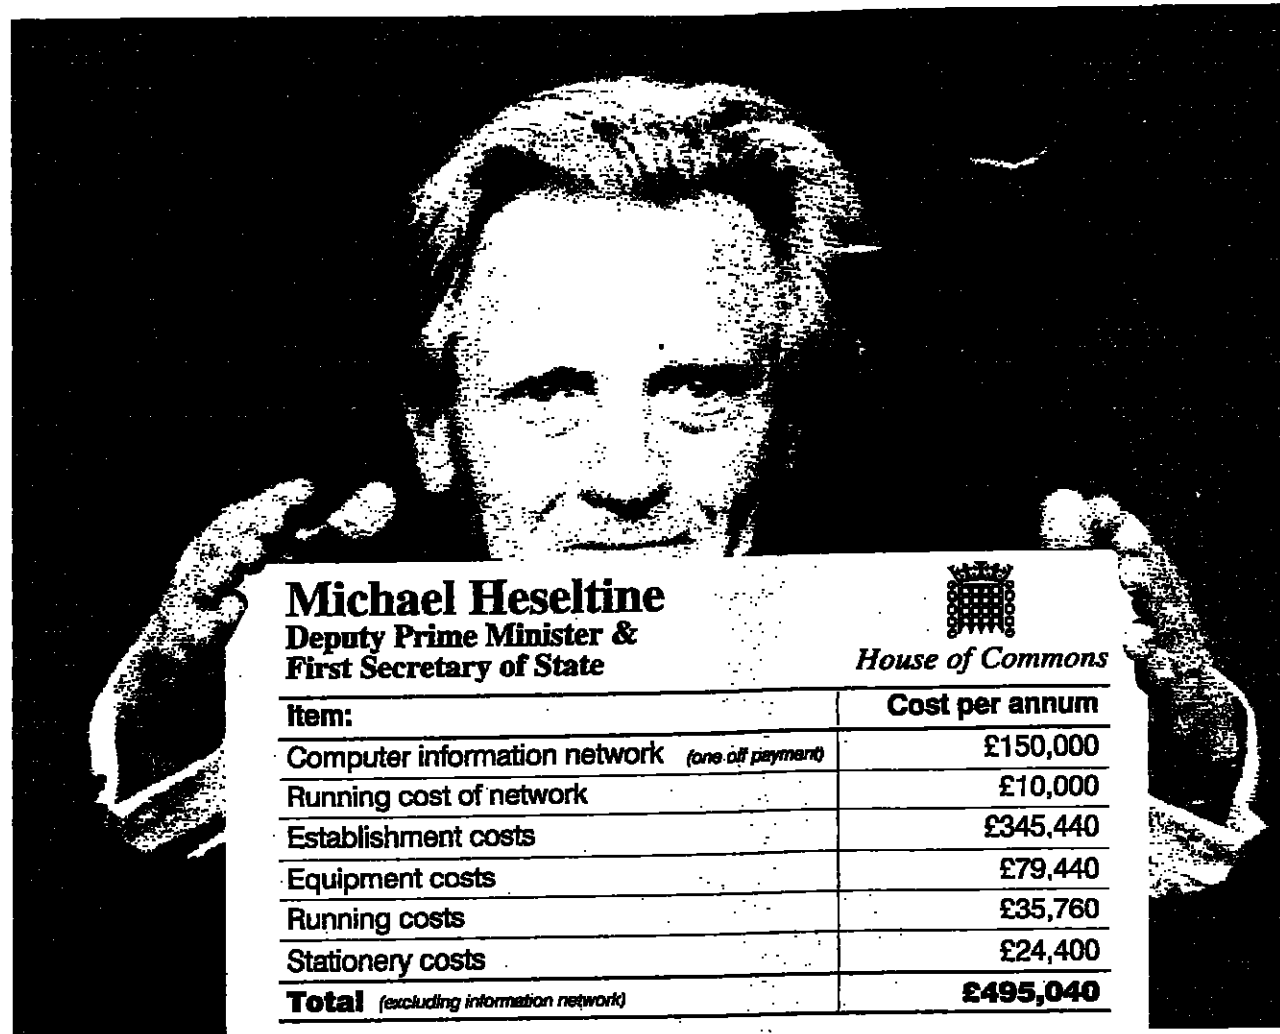 Michael Heseltine
Deputy Prime Minister &
First Secretary of State
House of Commons
Item: Cost per annum
Computer information network (one off payment) £150,000
Running cost of network £10,000
Establishment costs £345,440
Equipment costs £79,440
Running costs £35,760
Stationery costs £24,400
Total (excluding information network) £495,040